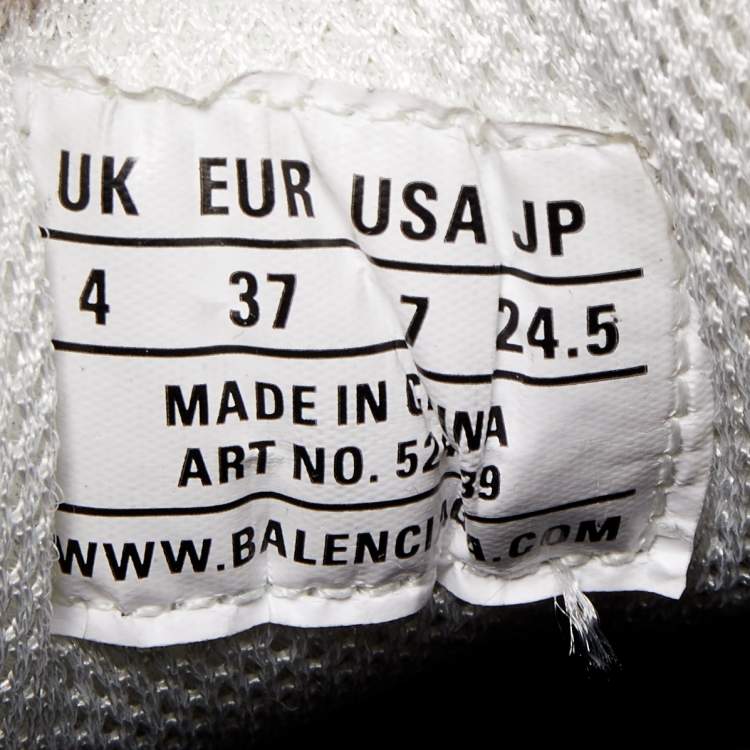 UK EUR USA JP
4 37 7 24.5
MADE IN
ART NO.